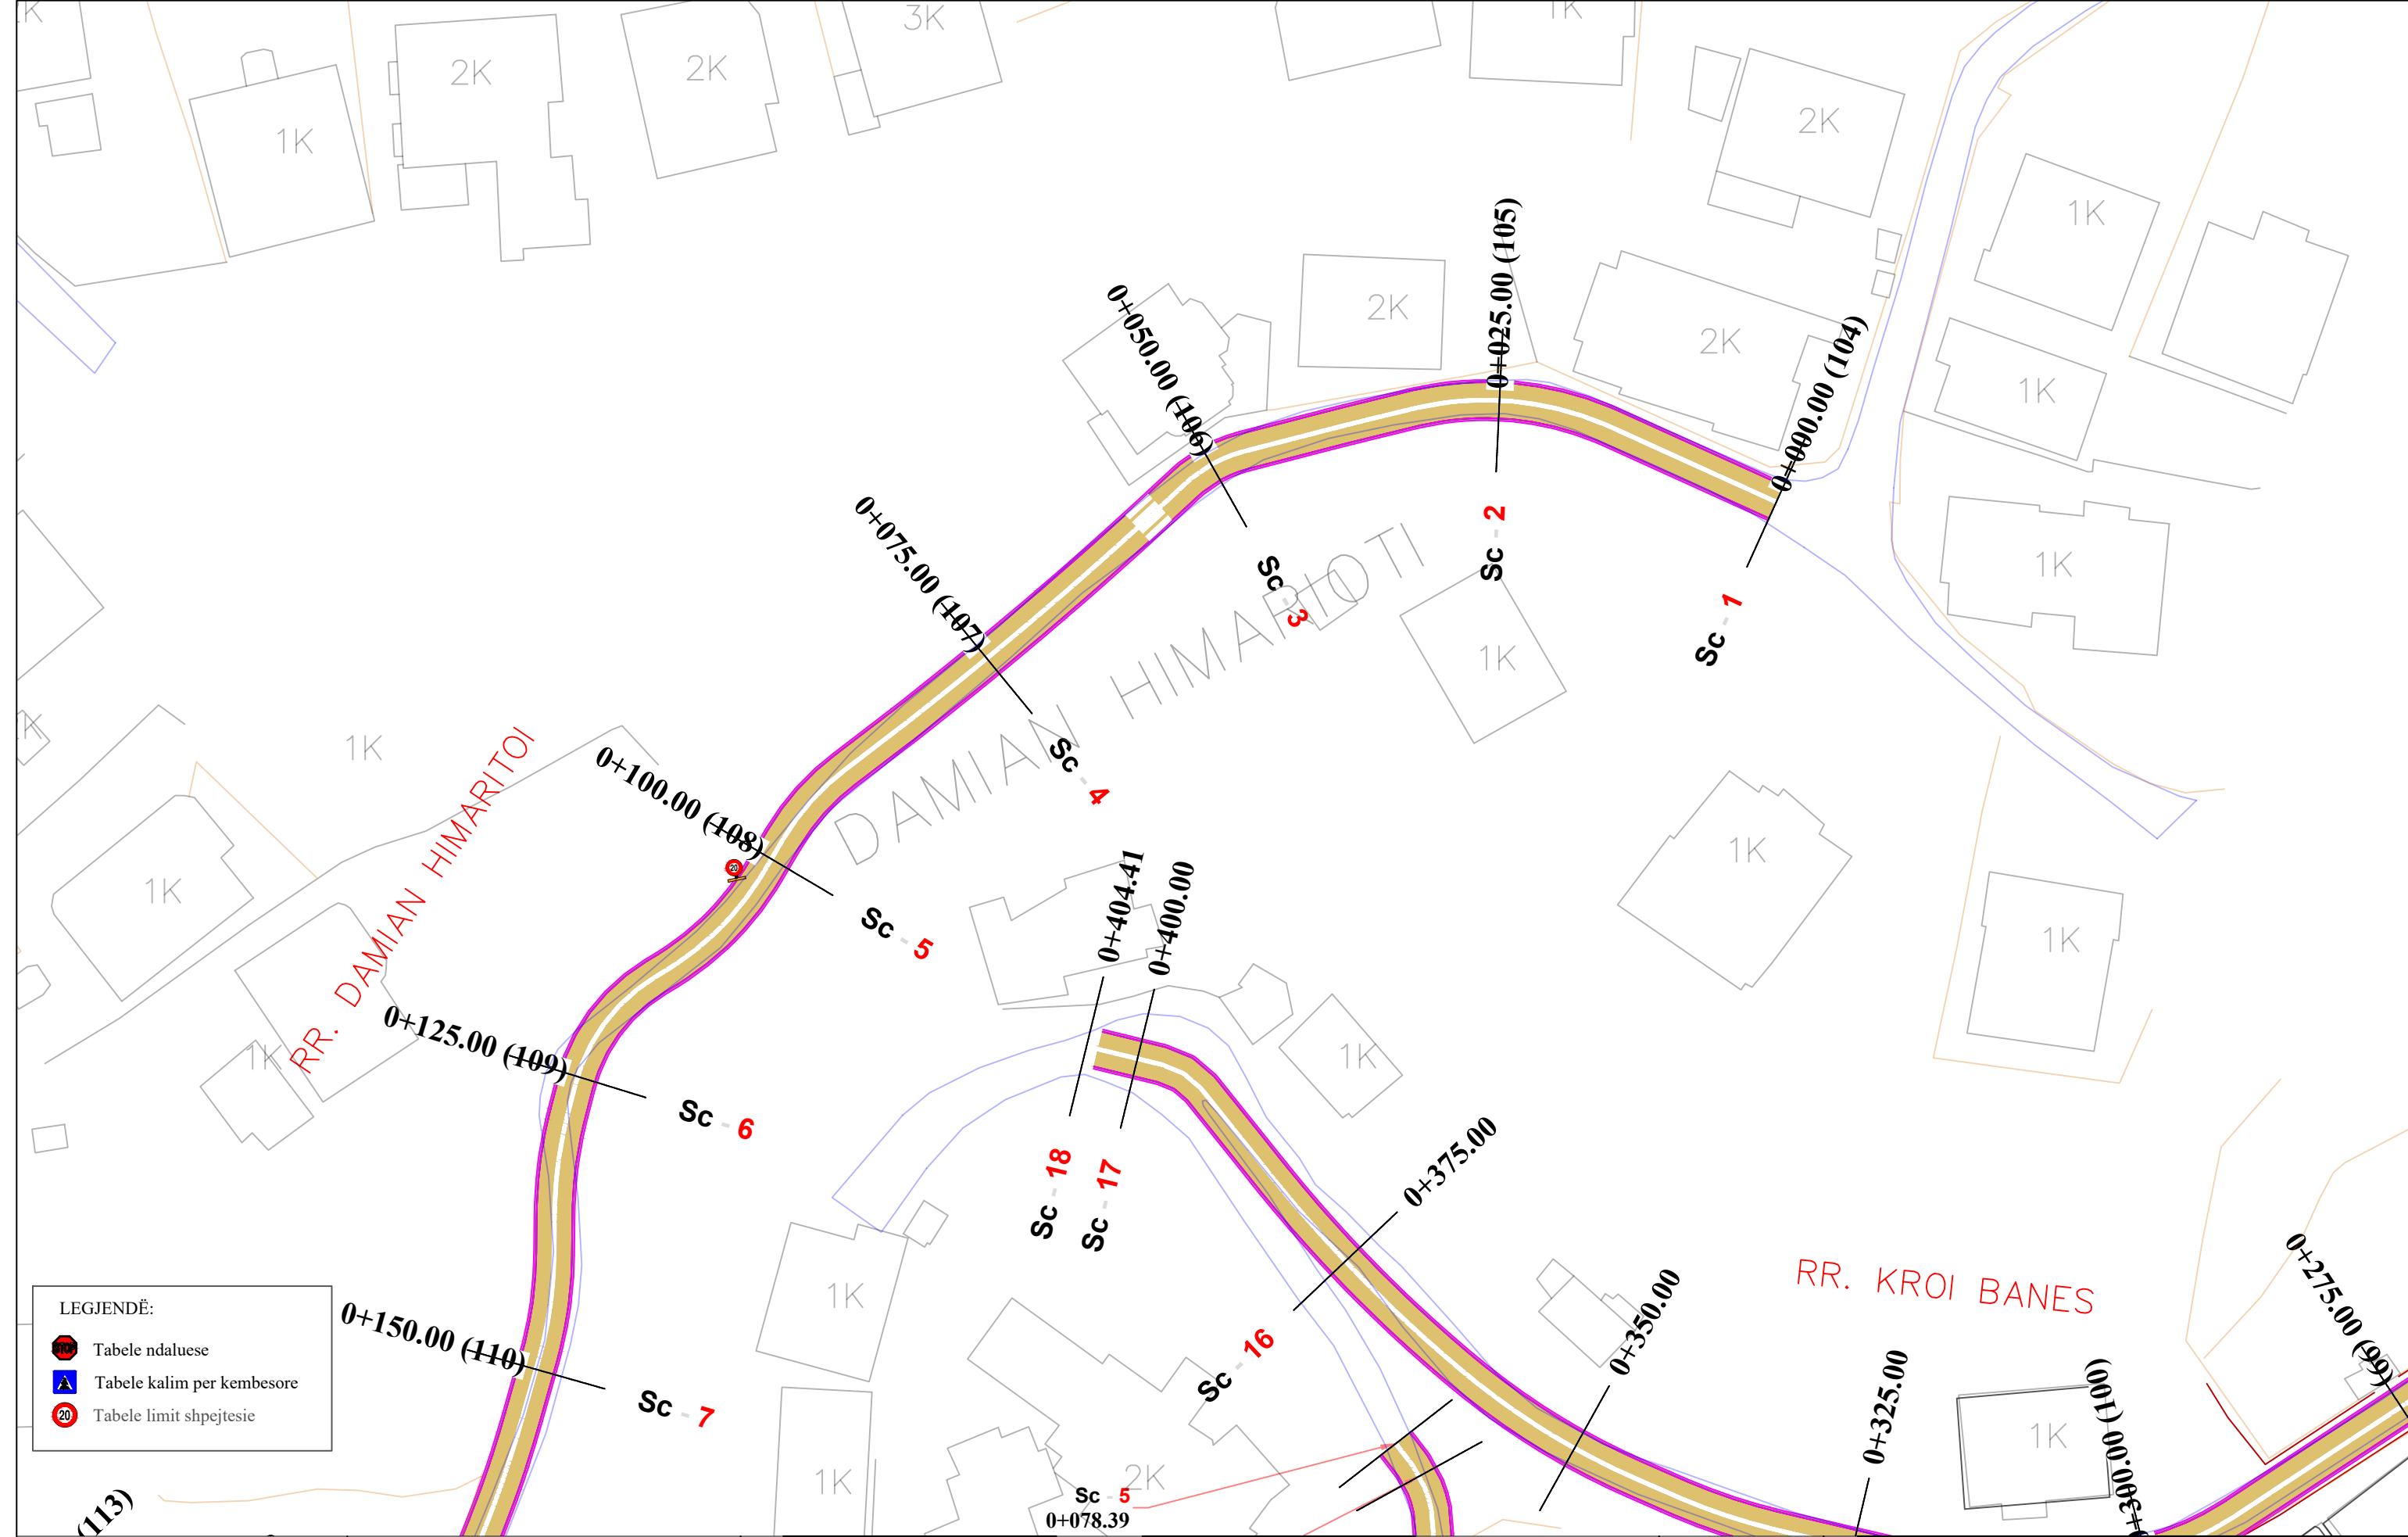 3K
1K
2K
2K
1K
2K
1K
2K
2K
1K
1K
0+050.00 (106)
0+025.00 (105)
0+000.00 (104)
0+075.00 (107)
Sc - 3
Sc - 2
Sc - 1
1K
1K
DAMIAN HIMARIOTI
Sc - 4
RR. DAMIAN HIMARITOI
1K
0+100.00 (108)
20
Sc - 5
1K
1K
1K
0+404.41
0+400.00
0+125.00 (109)
1K
1K
Sc - 6
Sc - 18
Sc - 17
0+375.00
RR. KROI BANES
0+275.00 (99)
1K
0+350.00
0+150.00 (110)
Sc - 7
Sc - 16
0+325.00
LEGJENDË:
STOP Tabele ndaluese
Tabele kalim per kembesore
20 Tabele limit shpejtesie
1K
+300.00 (100)
1K
2K
Sc - 5
0+078.39
(113)